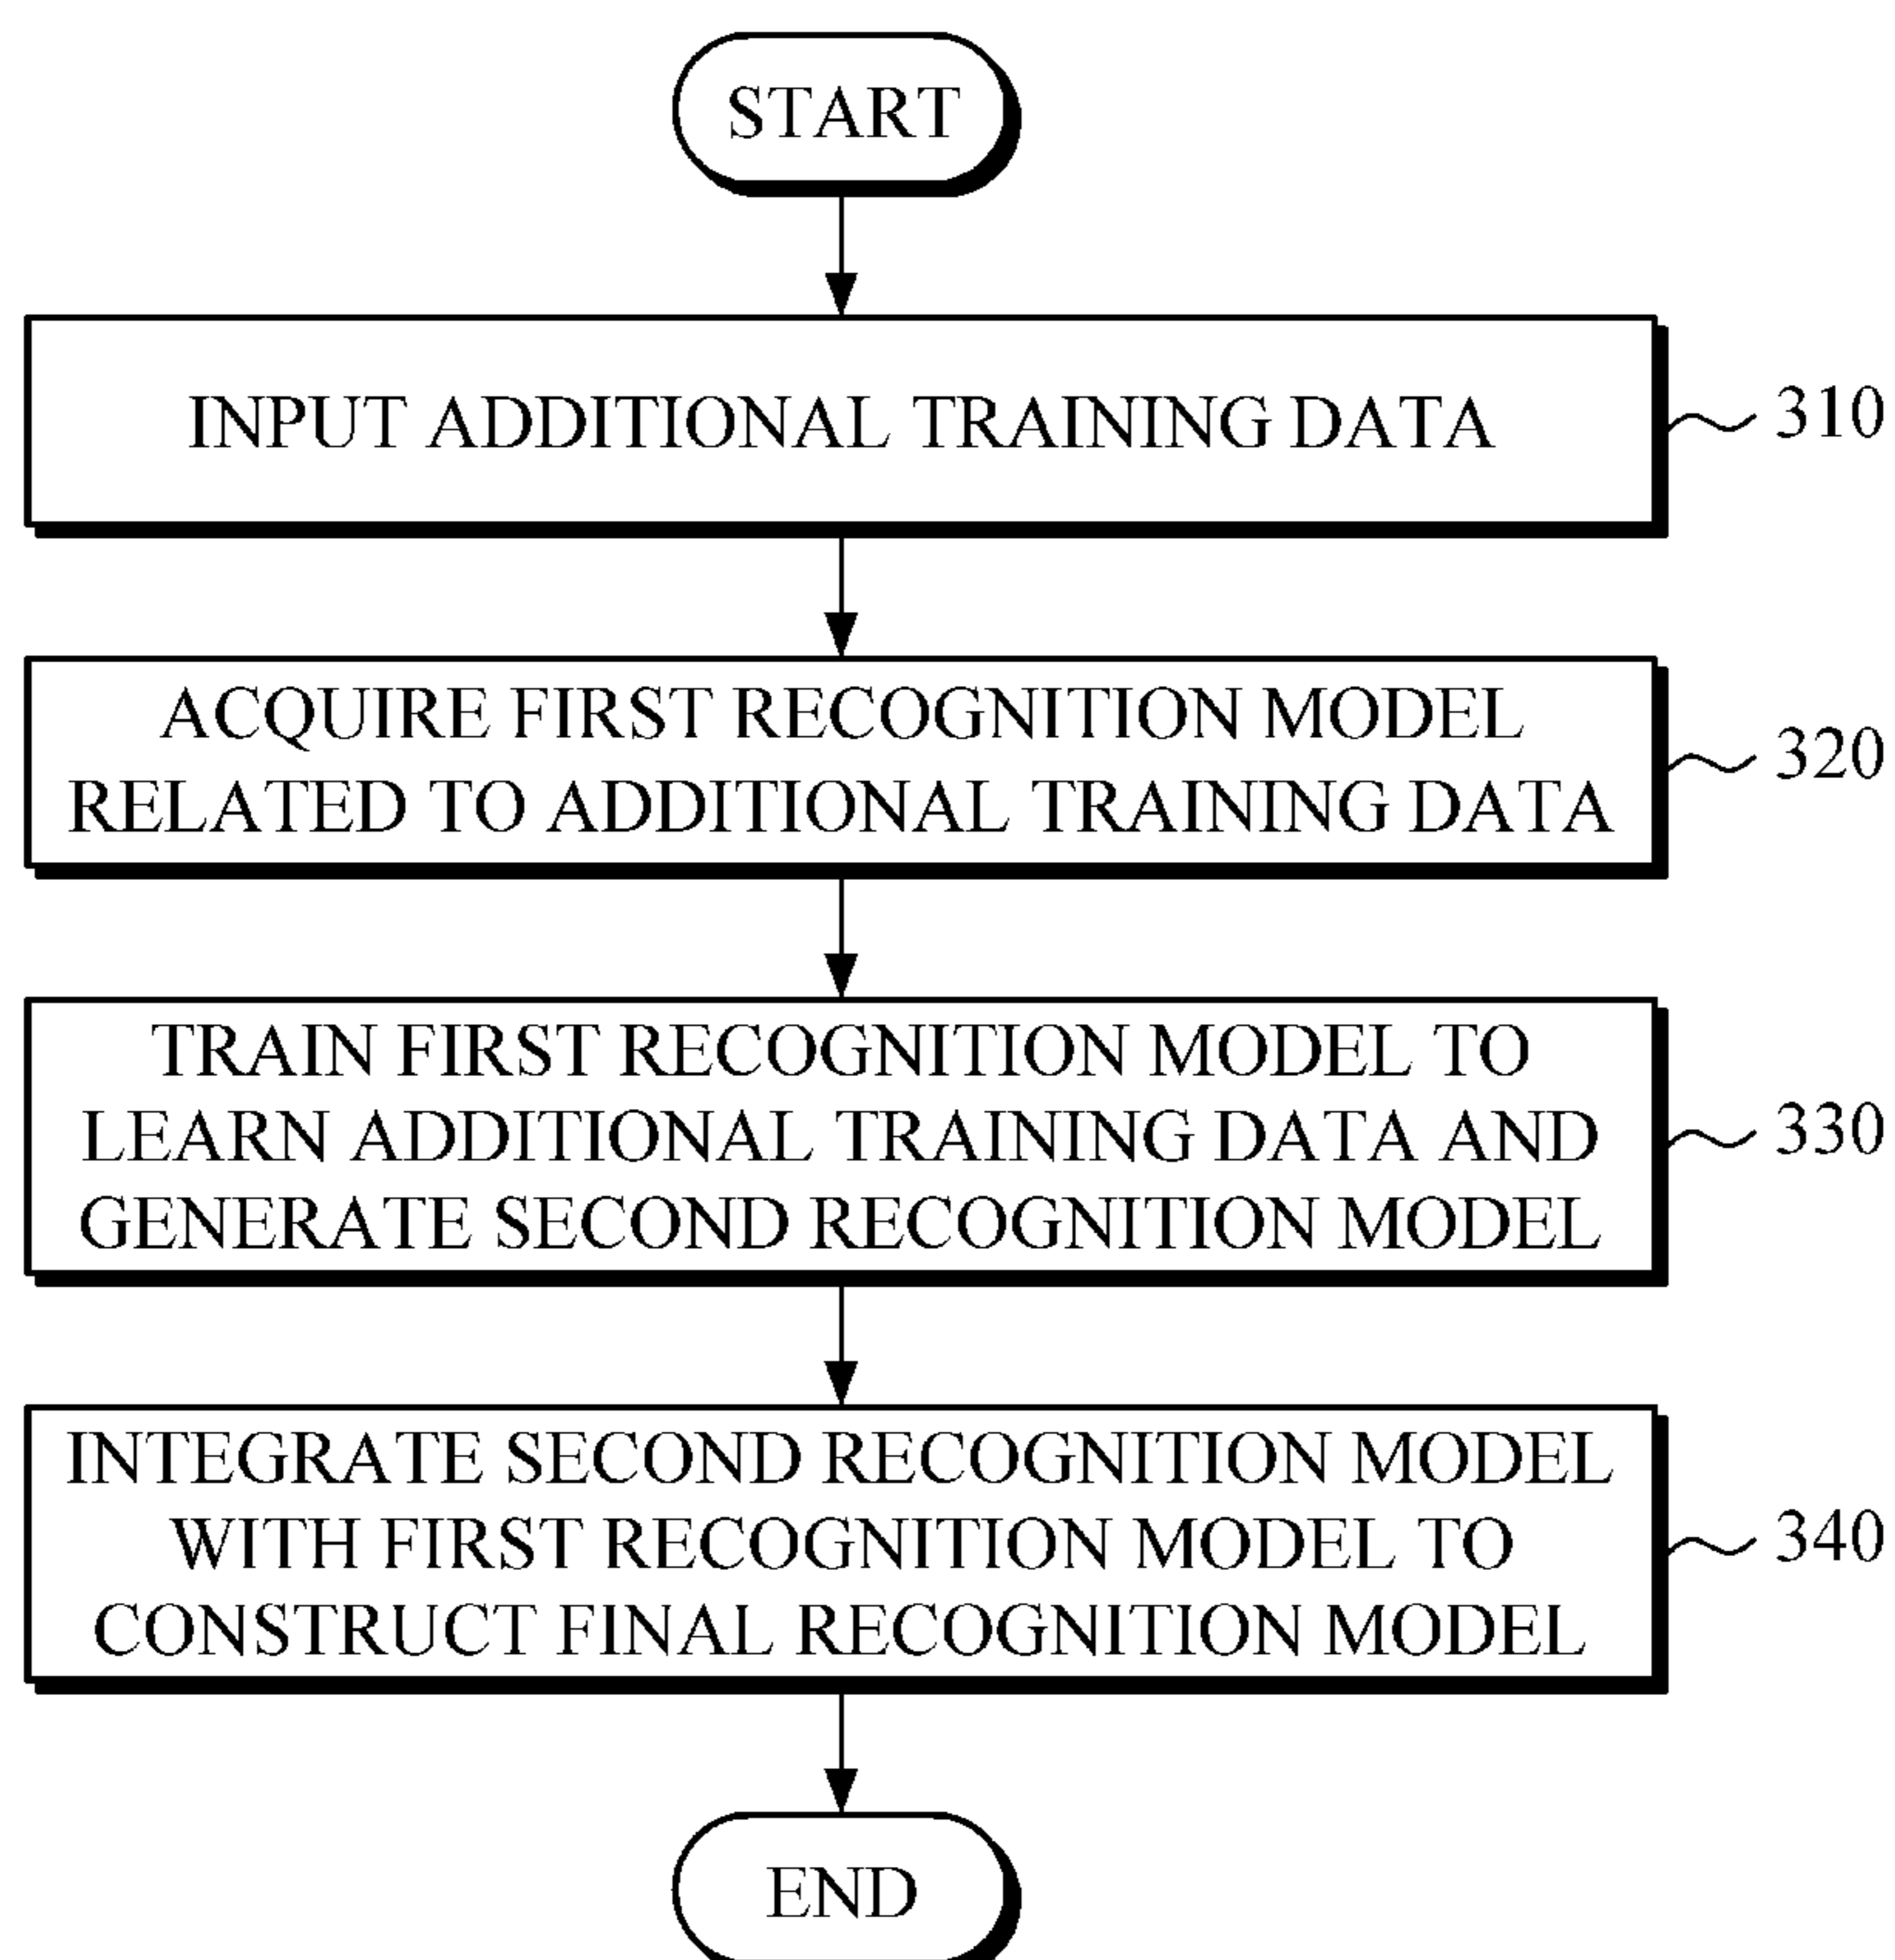 START
INPUT ADDITIONAL TRAINING DATA
310
ACQUIRE FIRST RECOGNITION MODEL
RELATED TO ADDITIONAL TRAINING DATA
320
TRAIN FIRST RECOGNITION MODEL TO
LEARN ADDITIONAL TRAINING DATA AND
GENERATE SECOND RECOGNITION MODEL
330
INTEGRATE SECOND RECOGNITION MODEL
WITH FIRST RECOGNITION MODEL TO
CONSTRUCT FINAL RECOGNITION MODEL
340
END